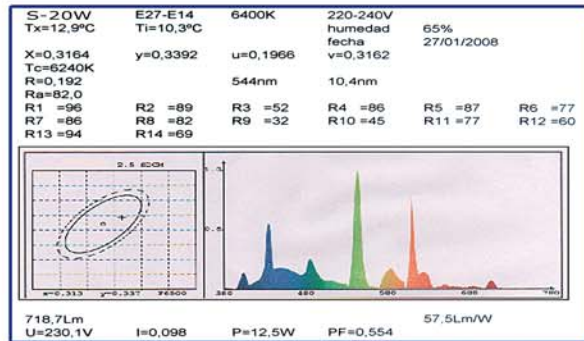 S-20W E27-E14 6400K 220-240V
Tx=12,9ºC Ti=10,3ºC humedad 65%
fecha 27/01/2008
X=0,3164 y=0,3392 u=0,1966 v=0,3162
Tc=6240K
R=0,192 544nm 10,4nm
Ra=82,0
R1 =96 R2 =89 R3 =52 R4 =86 R5 =87 R6 =77
R7 =86 R8 =82 R9 =32 R10 =45 R11 =77 R12 =60
R13 =94 R14 =69
x=0.313 y=0.337
718,7Lm 57,5Lm/W
U=230,1V I=0,098 P=12,5W PF=0,554